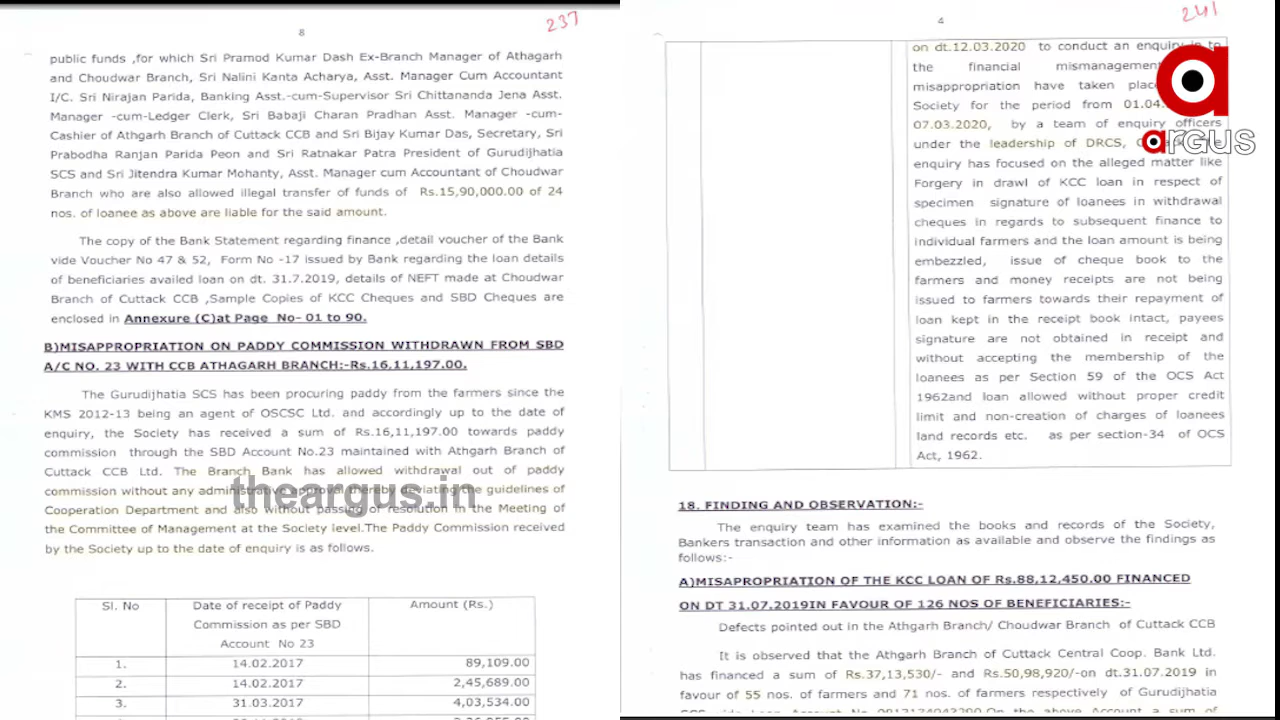 237
8
public funds ,for which Sri Pramod Kumar Dash Ex-Branch Manager of Athagarh
and Choudwar Branch, Sri Nalini Kanta Acharya, Asst. Manager Cum Accountant
I/C. Sri Nirajan Parida, Banking Asst.-cum-Supervisor Sri Chittananda Jena Asst.
Manager -cum-Ledger Clerk, Sri Babaji Charan Pradhan Asst. Manager -cum-
Cashier of Athgarh Branch of Cuttack CCB and Sri Bijay Kumar Das, Secretary, Sri
Prabodha Ranjan Parida Peon and Sri Ratnakar Patra President of Gurudijhatia
SCS and Sri Jitendra Kumar Mohanty, Asst. Manager cum Accountant of Choudwar
Branch who are also allowed illegal transfer of funds of Rs.15,90,000.00 of 24
nos. of loanee as above are liable for the said amount.
The copy of the Bank Statement regarding finance ,detail voucher of the Bank
vide Voucher No 47 & 52, Form No -17 issued by Bank regarding the loan details
of beneficiaries availed loan on dt. 31.7.2019, details of NEFT made at Choudwar
Branch of Cuttack CCB ,Sample Copies of KCC Cheques and SBD Cheques are
enclosed in Annexure (C)at Page No- 01 to 90.
B)MISAPPROPRIATION ON PADDY COMMISSION WITHDRAWN FROM SBD
A/C NO. 23 WITH CCB ATHAGARH BRANCH:-Rs.16,11,197.00.
The Gurudijhatia SCS has been procuring paddy from the farmers since the
KMS 2012-13 being an agent of OSCSC Ltd. and accordingly up to the date of
enquiry, the Society has received a sum of Rs.16,11,197.00 towards paddy
commission through the SBD Account No.23 maintained with Athgarh Branch of
Cuttack CCB Ltd. The Branch Bank has allowed withdrawal out of paddy
commission without any administrative approval thereby deviating the guidelines of
Cooperation Department and also without passing of resolution in the Meeting of
the Committee of Management at the Society level.The Paddy Commission received
by the Society up to the date of enquiry is as follows.
theargus.in
Sl. No Date of receipt of Paddy Commission as per SBD Account No 23 Amount (Rs.)
1. 14.02.2017 89,109.00
2. 14.02.2017 2,45,689.00
3. 31.03.2017 4,03,534.00
241
4
on dt.12.03.2020 to conduct an enquiry in to
the financial mismanagement
misappropriation have taken place
Society for the period from 01.04.
07.03.2020, by a team of enquiry officers
under the leadership of DRCS,
enquiry has focused on the alleged matter like
Forgery in drawl of KCC loan in respect of
specimen signature of loanees in withdrawal
cheques in regards to subsequent finance to
individual farmers and the loan amount is being
embezzled, issue of cheque book to the
farmers and money receipts are not being
issued to farmers towards their repayment of
loan kept in the receipt book intact, payees
signature are not obtained in receipt and
without accepting the membership of the
loanees as per Section 59 of the OCS Act
1962and loan allowed without proper credit
limit and non-creation of charges of loanees
land records etc. as per section-34 of OCS
Act, 1962.
a
argus
18. FINDING AND OBSERVATION:-
The enquiry team has examined the books and records of the Society,
Bankers transaction and other information as available and observe the findings as
follows:-
A)MISAPROPRIATION OF THE KCC LOAN OF Rs.88,12,450.00 FINANCED
ON DT 31.07.2019IN FAVOUR OF 126 NOS OF BENEFICIARIES:-
Defects pointed out in the Athgarh Branch/ Choudwar Branch of Cuttack CCB
It is observed that the Athgarh Branch of Cuttack Central Coop. Bank Ltd.
has financed a sum of Rs.37,13,530/- and Rs.50,98,920/-on dt.31.07.2019 in
favour of 55 nos. of farmers and 71 nos. of farmers respectively of Gurudijhatia